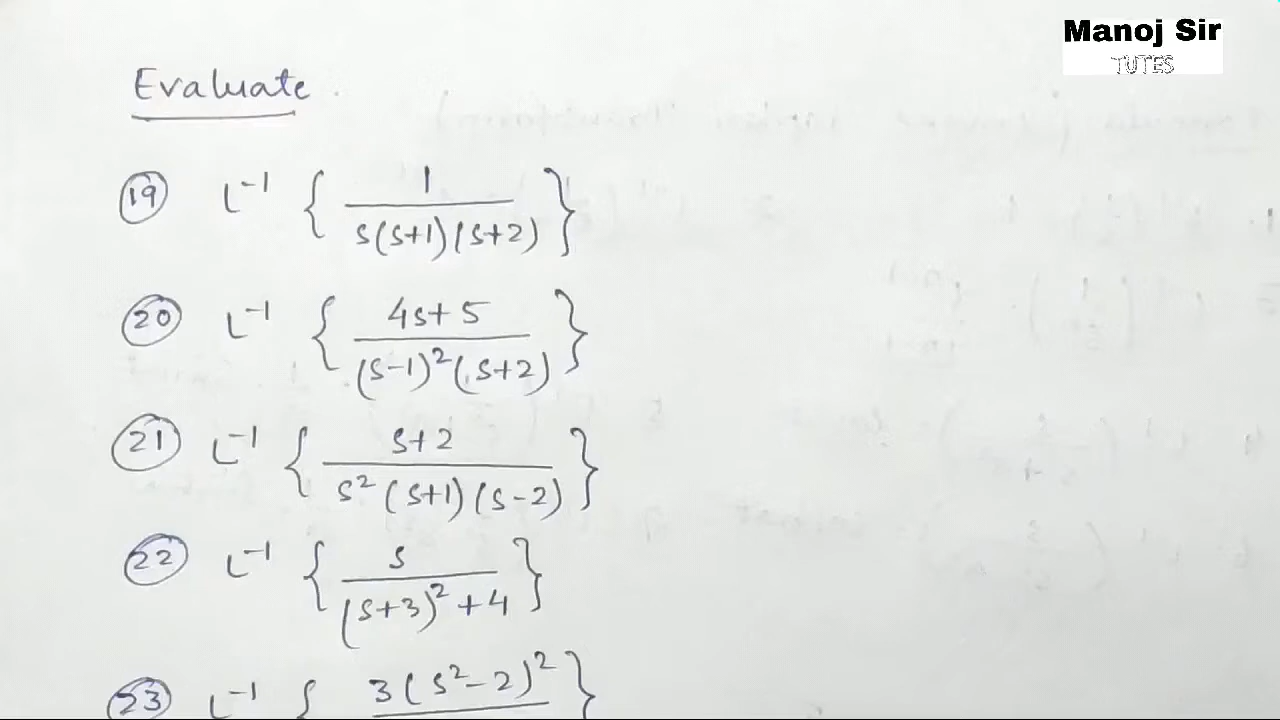 Manoj Sir
TUTES
Evaluate
19 L⁻¹ { 1 / s(s+1)(s+2) }
20 L⁻¹ { 4s+5 / (s-1)²(s+2) }
21 L⁻¹ { s+2 / s²(s+1)(s-2) }
22 L⁻¹ { s / (s+3)²+4 }
23 L⁻¹ { 3(s²-2)² }